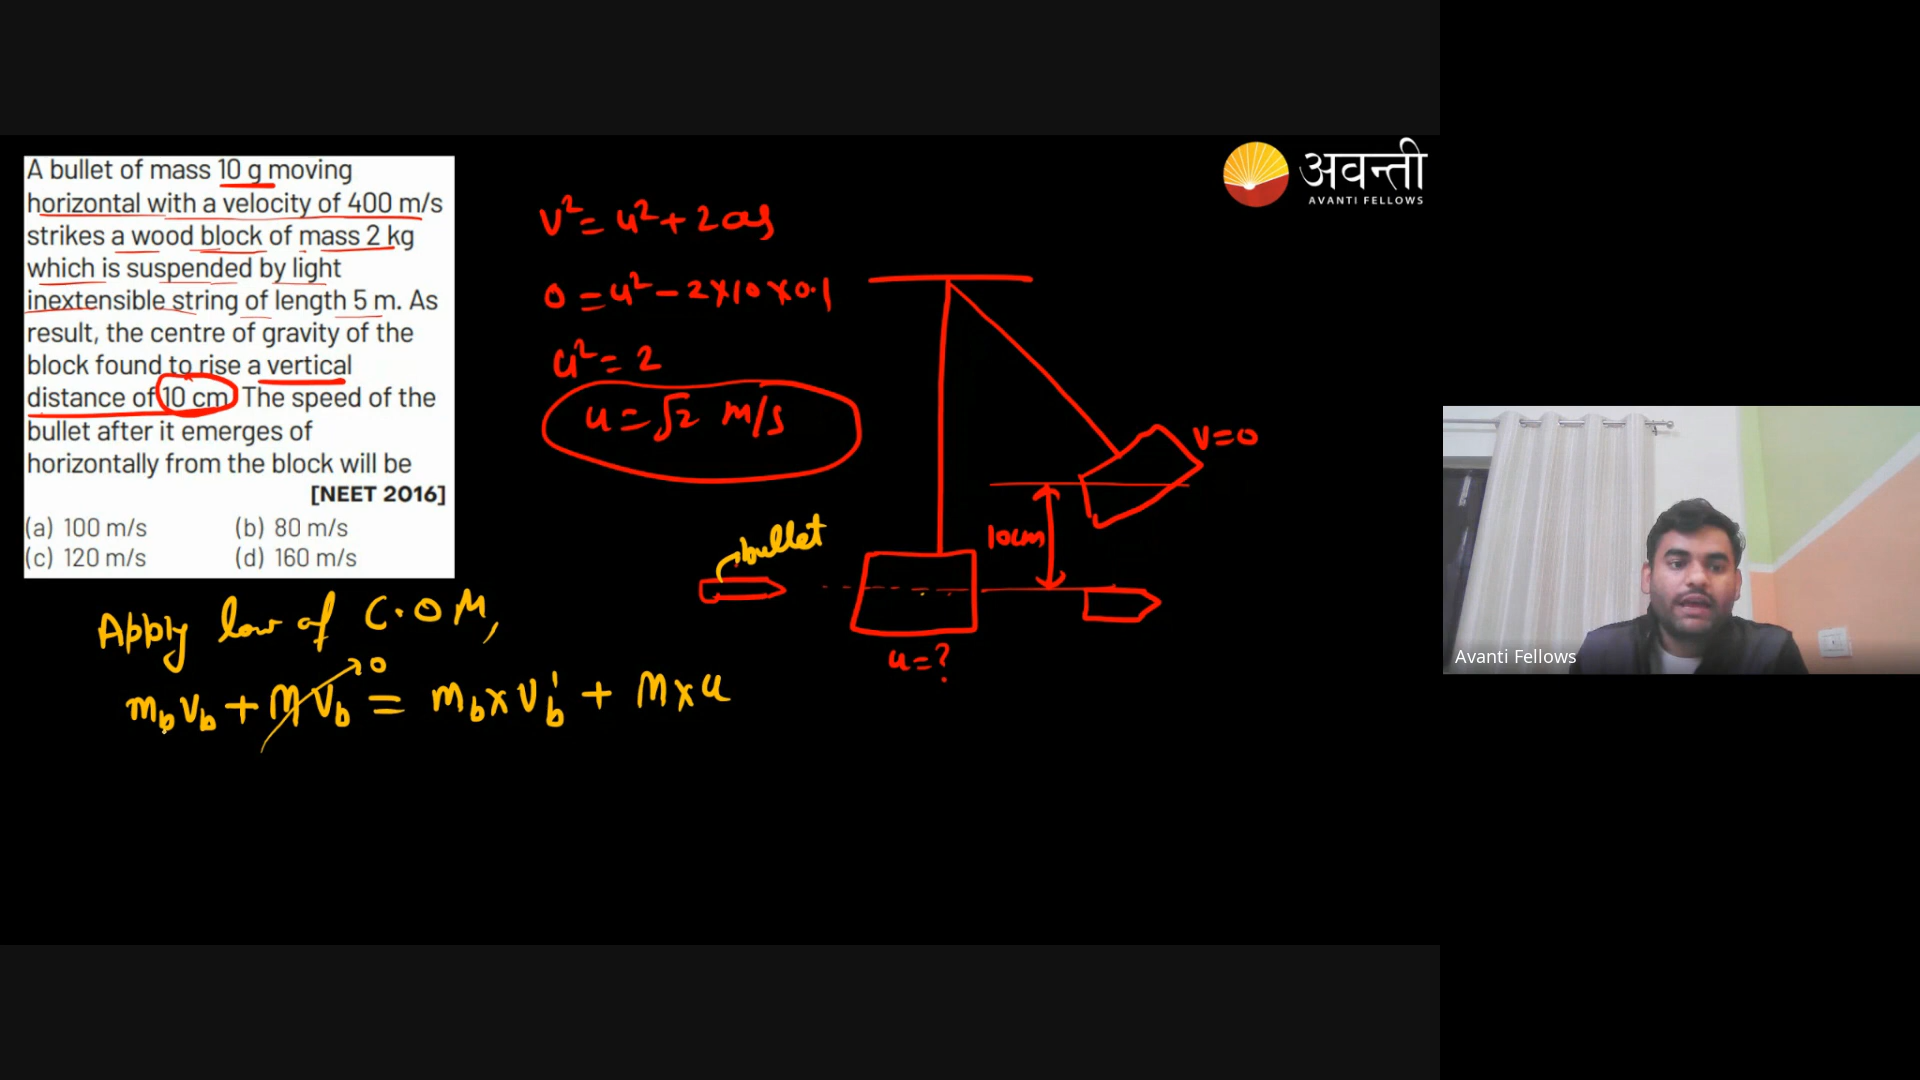 A bullet of mass 10 g moving
horizontal with a velocity of 400 m/s
strikes a wood block of mass 2 kg
which is suspended by light
inextensible string of length 5 m. As
result, the centre of gravity of the
block found to rise a vertical
distance of 10 cm. The speed of the
bullet after it emerges of
horizontally from the block will be
[NEET 2016]
(a) 100 m/s (b) 80 m/s
(c) 120 m/s (d) 160 m/s
v² = u² + 2as
0 = u² - 2×10×0.1
u² = 2
u = √2 m/s
bullet
10cm
v=0
u=?
Apply law of C.O.M,
m_b v_b + M V_b → 0 = m_b × v_b' + M × u
अवन्ती
AVANTI FELLOWS
Avanti Fellows